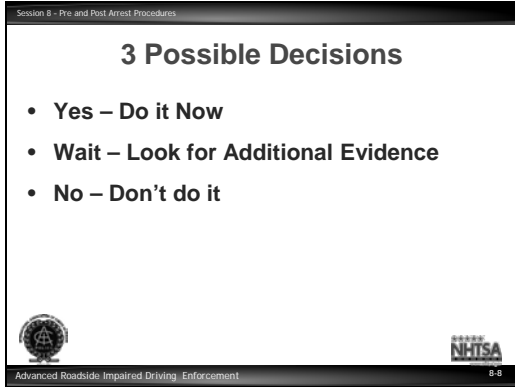 Session 8 – Pre and Post Arrest Procedures
3 Possible Decisions
• Yes – Do it Now
• Wait – Look for Additional Evidence
• No – Don't do it
NHTSA
Advanced Roadside Impaired Driving Enforcement
8-8